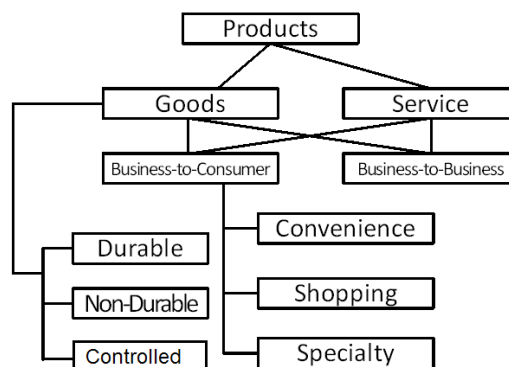 Products
Goods
Service
Business-to-Consumer
Business-to-Business
Convenience
Durable
Shopping
Non-Durable
Specialty
Controlled